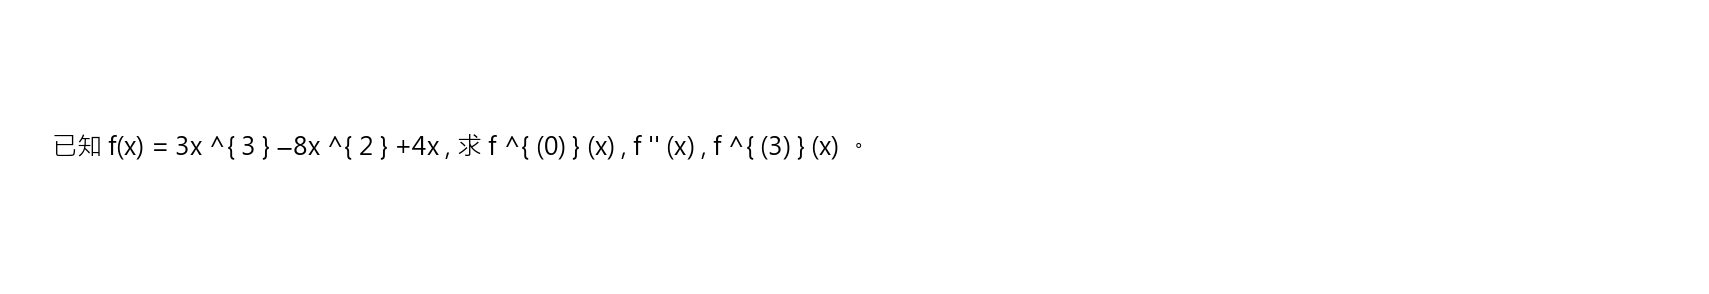 已知 f(x) = 3x ^{ 3 } −8x ^{ 2 } +4x , 求 f ^{ (0) } (x) , f '' (x) , f ^{ (3) } (x) 。